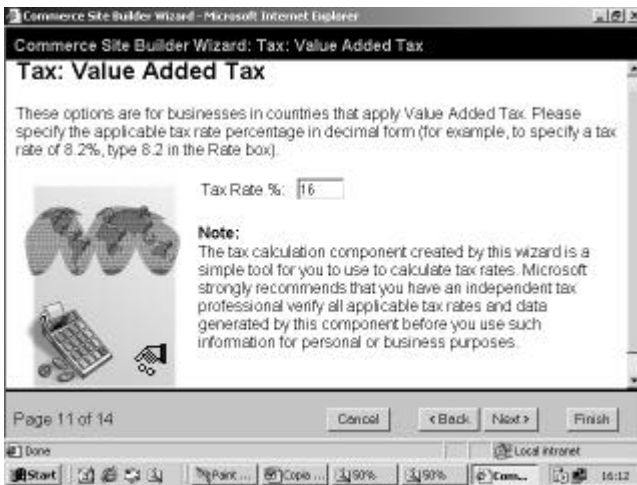 Commerce Site Builder Wizard - Microsoft Internet Explorer
Commerce Site Builder Wizard: Tax: Value Added Tax
Tax: Value Added Tax
These options are for businesses in countries that apply Value Added Tax. Please
specify the applicable tax rate percentage in decimal form (for example, to specify a tax
rate of 8.2%, type 8.2 in the Rate box).
Tax Rate %: 16
Note:
The tax calculation component created by this wizard is a
simple tool for you to use to calculate tax rates. Microsoft
strongly recommends that you have an independent tax
professional verify all applicable tax rates and data
generated by this component before you use such
information for personal or business purposes.
Page 11 of 14
Cancel
< Back
Next >
Finish
Done
Local intranet
Start
Paint ...
Copia ...
90%
90%
Com...
16:12